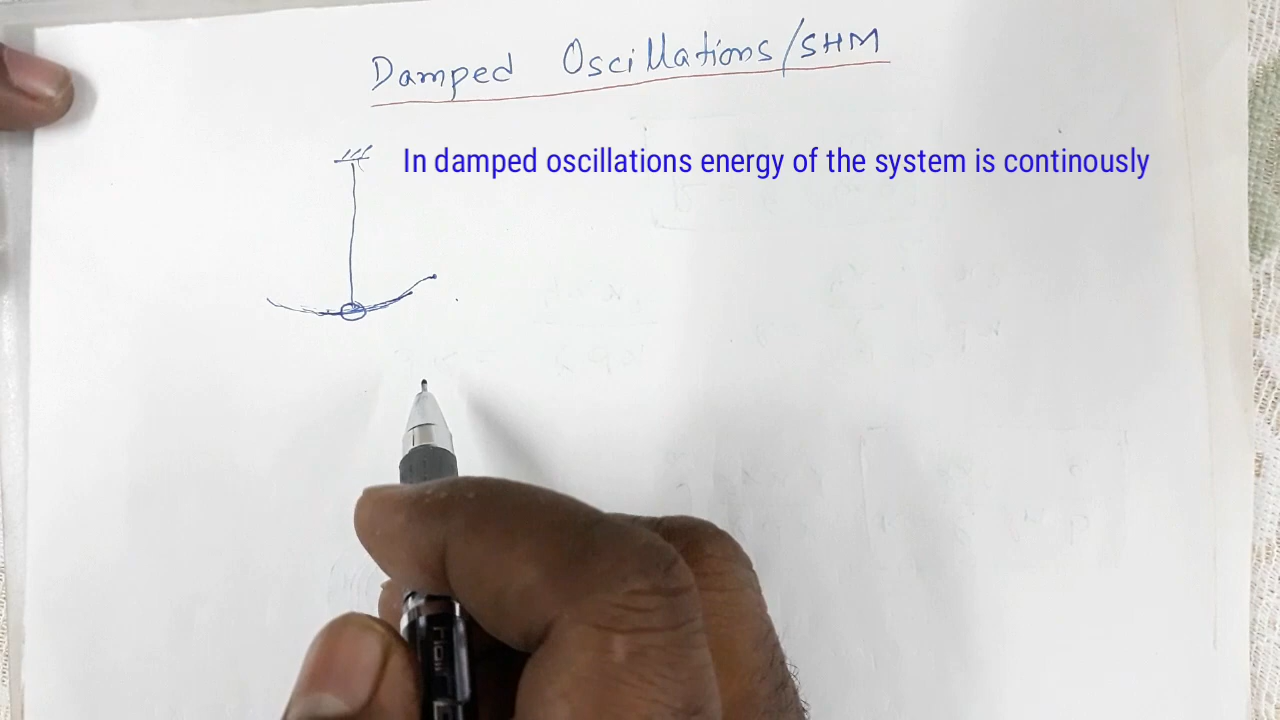 Damped Oscillations/SHM
In damped oscillations energy of the system is continously